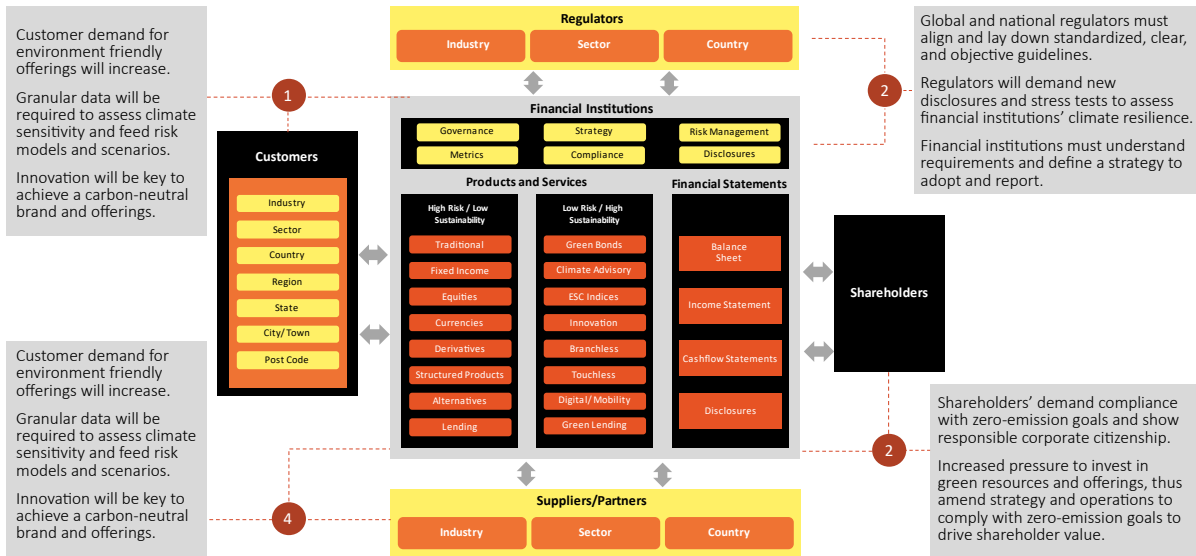 Customer demand for
environment friendly
offerings will increase.
Granular data will be
required to assess climate
sensitivity and feed risk
models and scenarios.
Innovation will be key to
achieve a carbon-neutral
brand and offerings.
1
Regulators
Industry
Sector
Country
2
Global and national regulators must
align and lay down standardized, clear,
and objective guidelines.
Regulators will demand new
disclosures and stress tests to assess
financial institutions' climate resilience.
Financial institutions must understand
requirements and define a strategy to
adopt and report.
Customers
Industry
Sector
Country
Region
State
City/Town
Post Code
Financial Institutions
Governance
Strategy
Risk Management
Metrics
Compliance
Disclosures
Products and Services
High Risk / Low
Sustainability
Traditional
Fixed Income
Equities
Currencies
Derivatives
Structured Products
Alternatives
Lending
Low Risk / High
Sustainability
Green Bonds
Climate Advisory
ESC Indices
Innovation
Branchless
Touchless
Digital/Mobility
Green Lending
Financial Statements
Balance
Sheet
Income Statement
Cashflow Statements
Disclosures
Shareholders
Customer demand for
environment friendly
offerings will increase.
Granular data will be
required to assess climate
sensitivity and feed risk
models and scenarios.
Innovation will be key to
achieve a carbon-neutral
brand and offerings.
4
Suppliers/Partners
Industry
Sector
Country
2
Shareholders' demand compliance
with zero-emission goals and show
responsible corporate citizenship.
Increased pressure to invest in
green resources and offerings, thus
amend strategy and operations to
comply with zero-emission goals to
drive shareholder value.